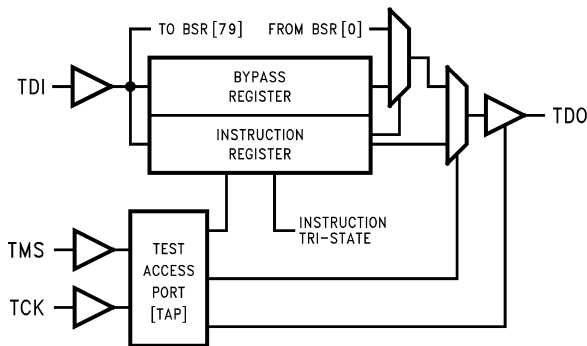 TO BSR [79]
FROM BSR [0]
TDI
BYPASS
REGISTER
TDO
INSTRUCTION
REGISTER
INSTRUCTION
TRI-STATE
TMS
TEST
ACCESS
PORT
[TAP]
TCK